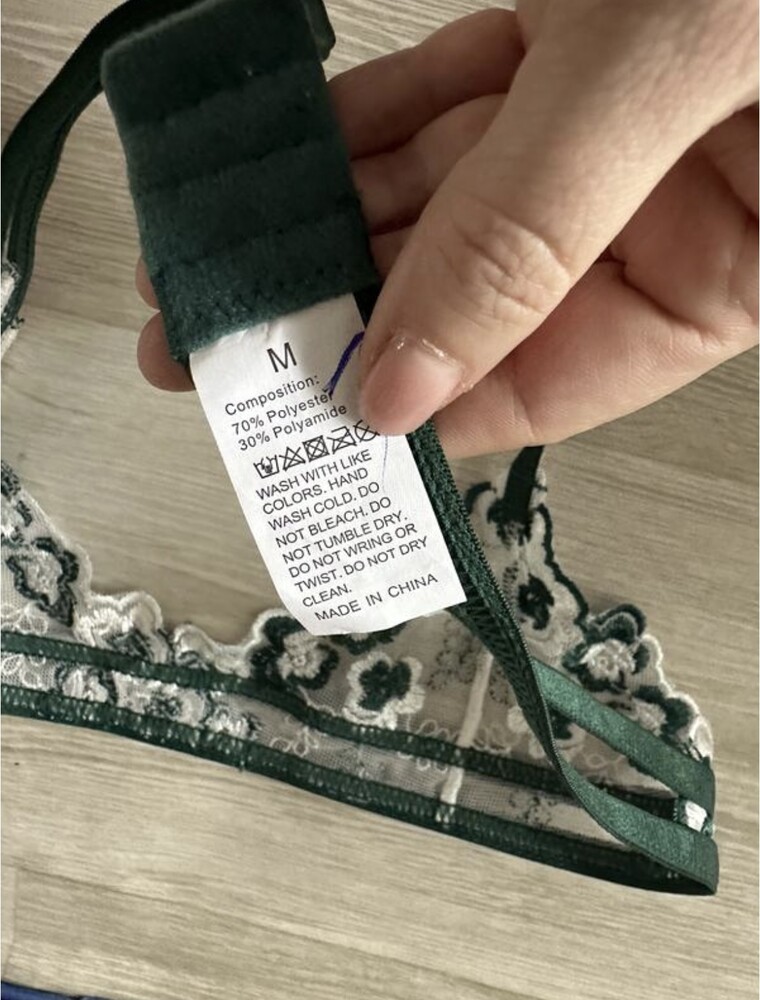 M
Composition:
70% Polyester
30% Polyamide
WASH WITH LIKE
COLORS. HAND
WASH COLD. DO
NOT BLEACH. DO
NOT TUMBLE DRY.
DO NOT WRING OR
TWIST. DO NOT DRY
CLEAN.
MADE IN CHINA